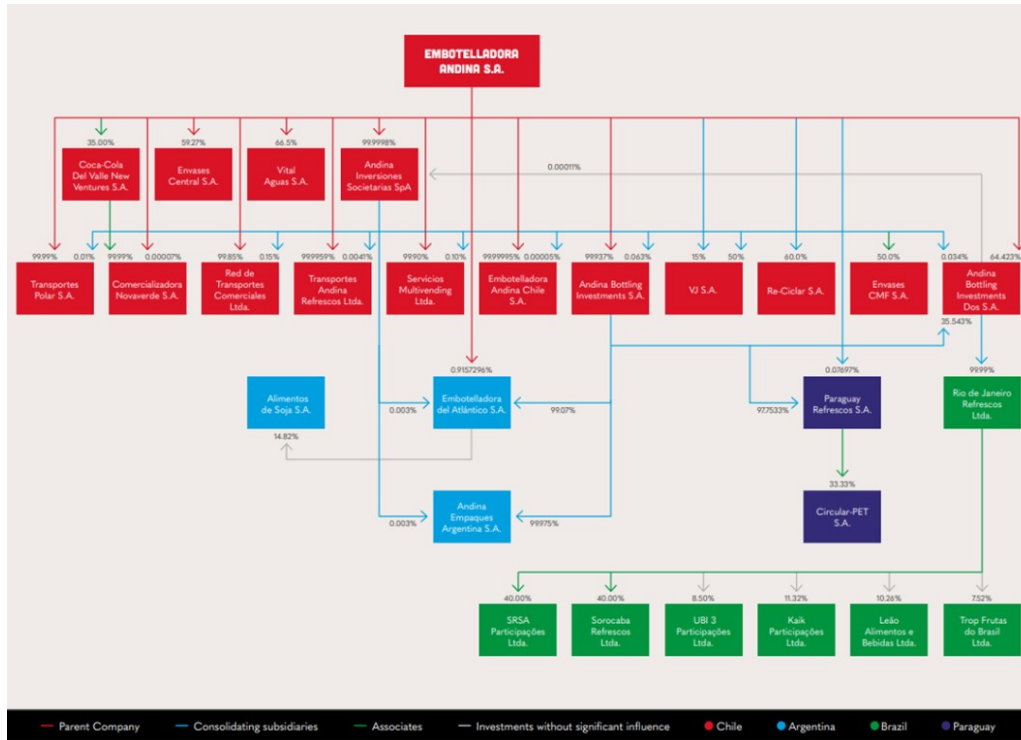 EMBOTELLADORA
ANDINA S.A.
35.00%
59.27%
66.5%
99.9998%
Coca-Cola
Del Valle New
Ventures S.A.
Envases
Central S.A.
Vital
Aguas S.A.
Andina
Inversiones
Societarias SpA
0.00011%
99.99%
0.01%
99.99%
0.00007%
99.85%
0.15%
99.9959%
0.0041%
99.90%
0.10%
99.99995%
0.00005%
99.937%
0.063%
15%
50%
60.0%
50.0%
0.034%
64.423%
Transportes
Polar S.A.
Comercializadora
Novaverde S.A.
Red de
Transportes
Comerciales
Ltda.
Transportes
Andina
Refrescos Ltda.
Servicios
Multivending
Ltda.
Embotelladora
Andina Chile
S.A.
Andina Bottling
Investments S.A.
VJ S.A.
Re-Ciclar S.A.
Envases
CMF S.A.
Andina
Bottling
Investments
Dos S.A.
35.543%
0.9157296%
0.07697%
99.99%
Alimentos
de Soja S.A.
Embotelladora
del Atlántico S.A.
Paraguay
Refrescos S.A.
Rio de Janeiro
Refrescos
Ltda.
0.003%
99.07%
97.7533%
14.82%
33.33%
Andina
Empaques
Argentina S.A.
Circular-PET
S.A.
0.003%
99.975%
40.00%
40.00%
8.50%
11.32%
10.26%
7.52%
SRSA
Participações
Ltda.
Sorocaba
Refrescos
Ltda.
UBI 3
Participações
Ltda.
Kaik
Participações
Ltda.
Leão
Alimentos e
Bebidas Ltda.
Trop Frutas
do Brasil
Ltda.
Parent Company
Consolidating subsidiaries
Associates
Investments without significant influence
Chile
Argentina
Brazil
Paraguay